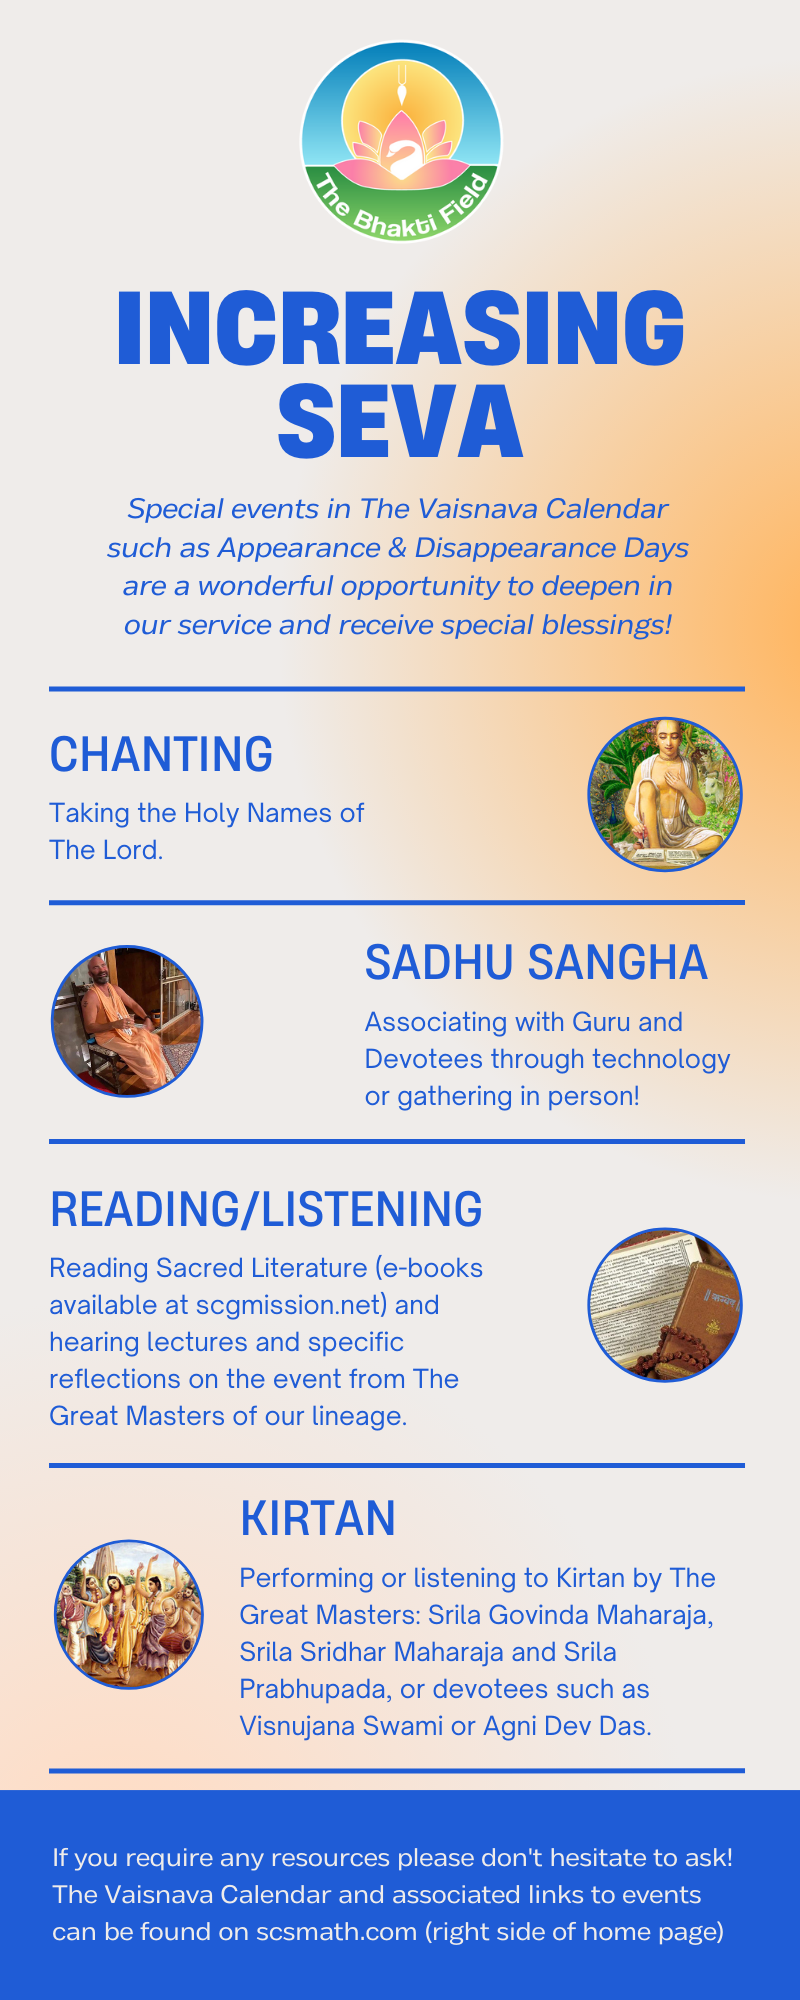 The Bhakti Field
INCREASING
SEVA
Special events in The Vaisnava Calendar
such as Appearance & Disappearance Days
are a wonderful opportunity to deepen in
our service and receive special blessings!
CHANTING
Taking the Holy Names of
The Lord.
SADHU SANGHA
Associating with Guru and
Devotees through technology
or gathering in person!
READING/LISTENING
Reading Sacred Literature (e-books
available at scgmission.net) and
hearing lectures and specific
reflections on the event from The
Great Masters of our lineage.
KIRTAN
Performing or listening to Kirtan by The
Great Masters: Srila Govinda Maharaja,
Srila Sridhar Maharaja and Srila
Prabhupada, or devotees such as
Visnujana Swami or Agni Dev Das.
If you require any resources please don't hesitate to ask!
The Vaisnava Calendar and associated links to events
can be found on scsmath.com (right side of home page)